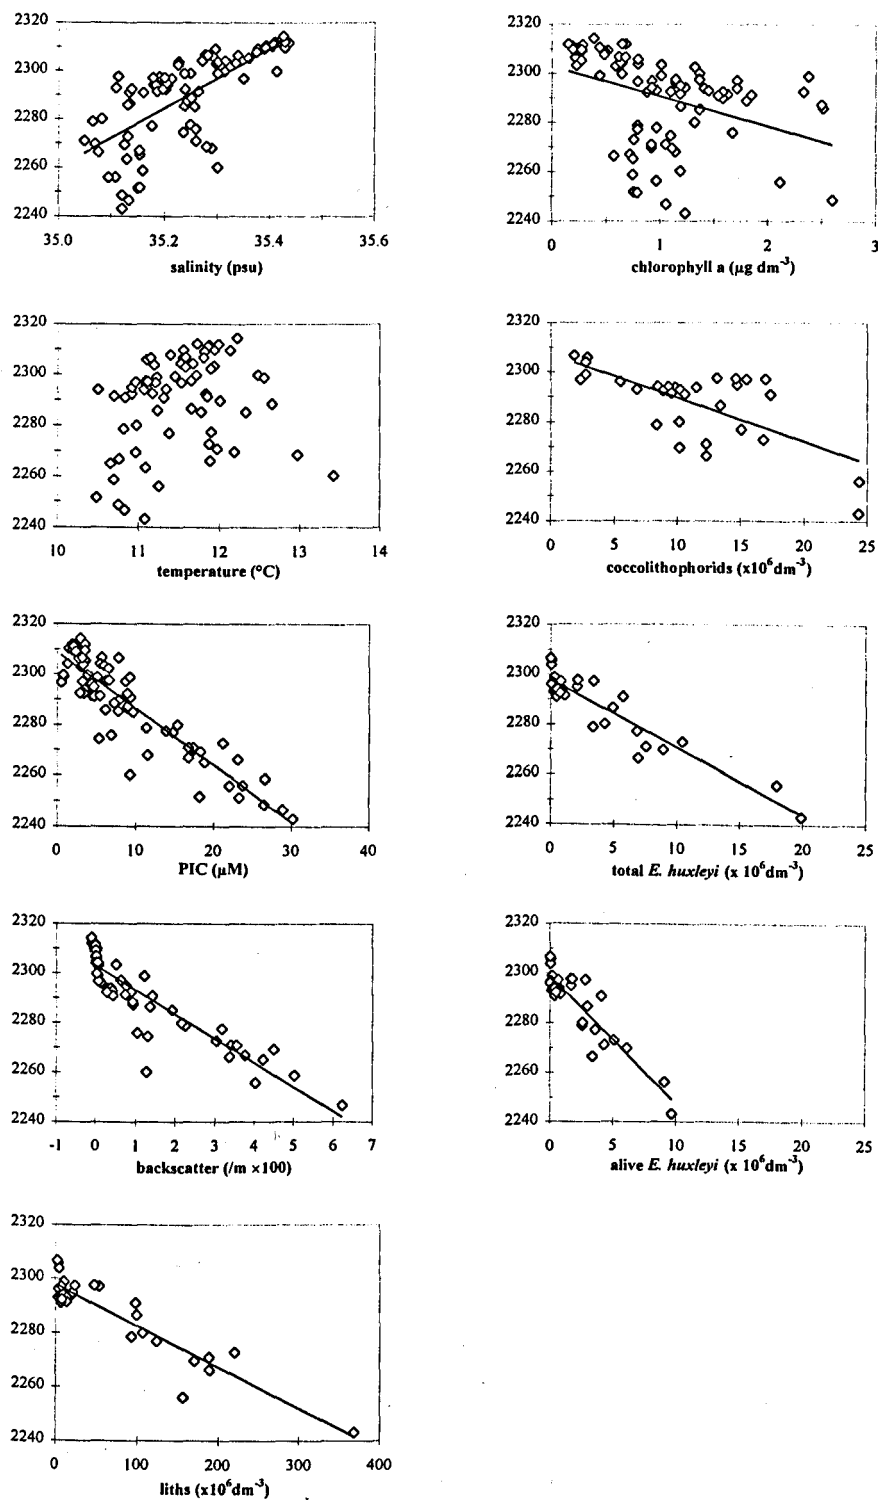 2320
2300
2280
2260
2240
35.0 35.2 35.4 35.6
salinity (psu)
2320
2300
2280
2260
2240
0 1 2 3
chlorophyll a (µg dm⁻³)
2320
2300
2280
2260
2240
10 11 12 13 14
temperature (°C)
2320
2300
2280
2260
2240
0 5 10 15 20 25
coccolithophorids (x10⁶dm⁻³)
2320
2300
2280
2260
2240
0 10 20 30 40
PIC (µM)
2320
2300
2280
2260
2240
0 5 10 15 20 25
total E. huxleyi (x 10⁶dm⁻³)
2320
2300
2280
2260
2240
-1 0 1 2 3 4 5 6 7
backscatter (/m ×100)
2320
2300
2280
2260
2240
0 5 10 15 20 25
alive E. huxleyi (x 10⁶dm⁻³)
2320
2300
2280
2260
2240
0 100 200 300 400
liths (x10⁶dm⁻³)